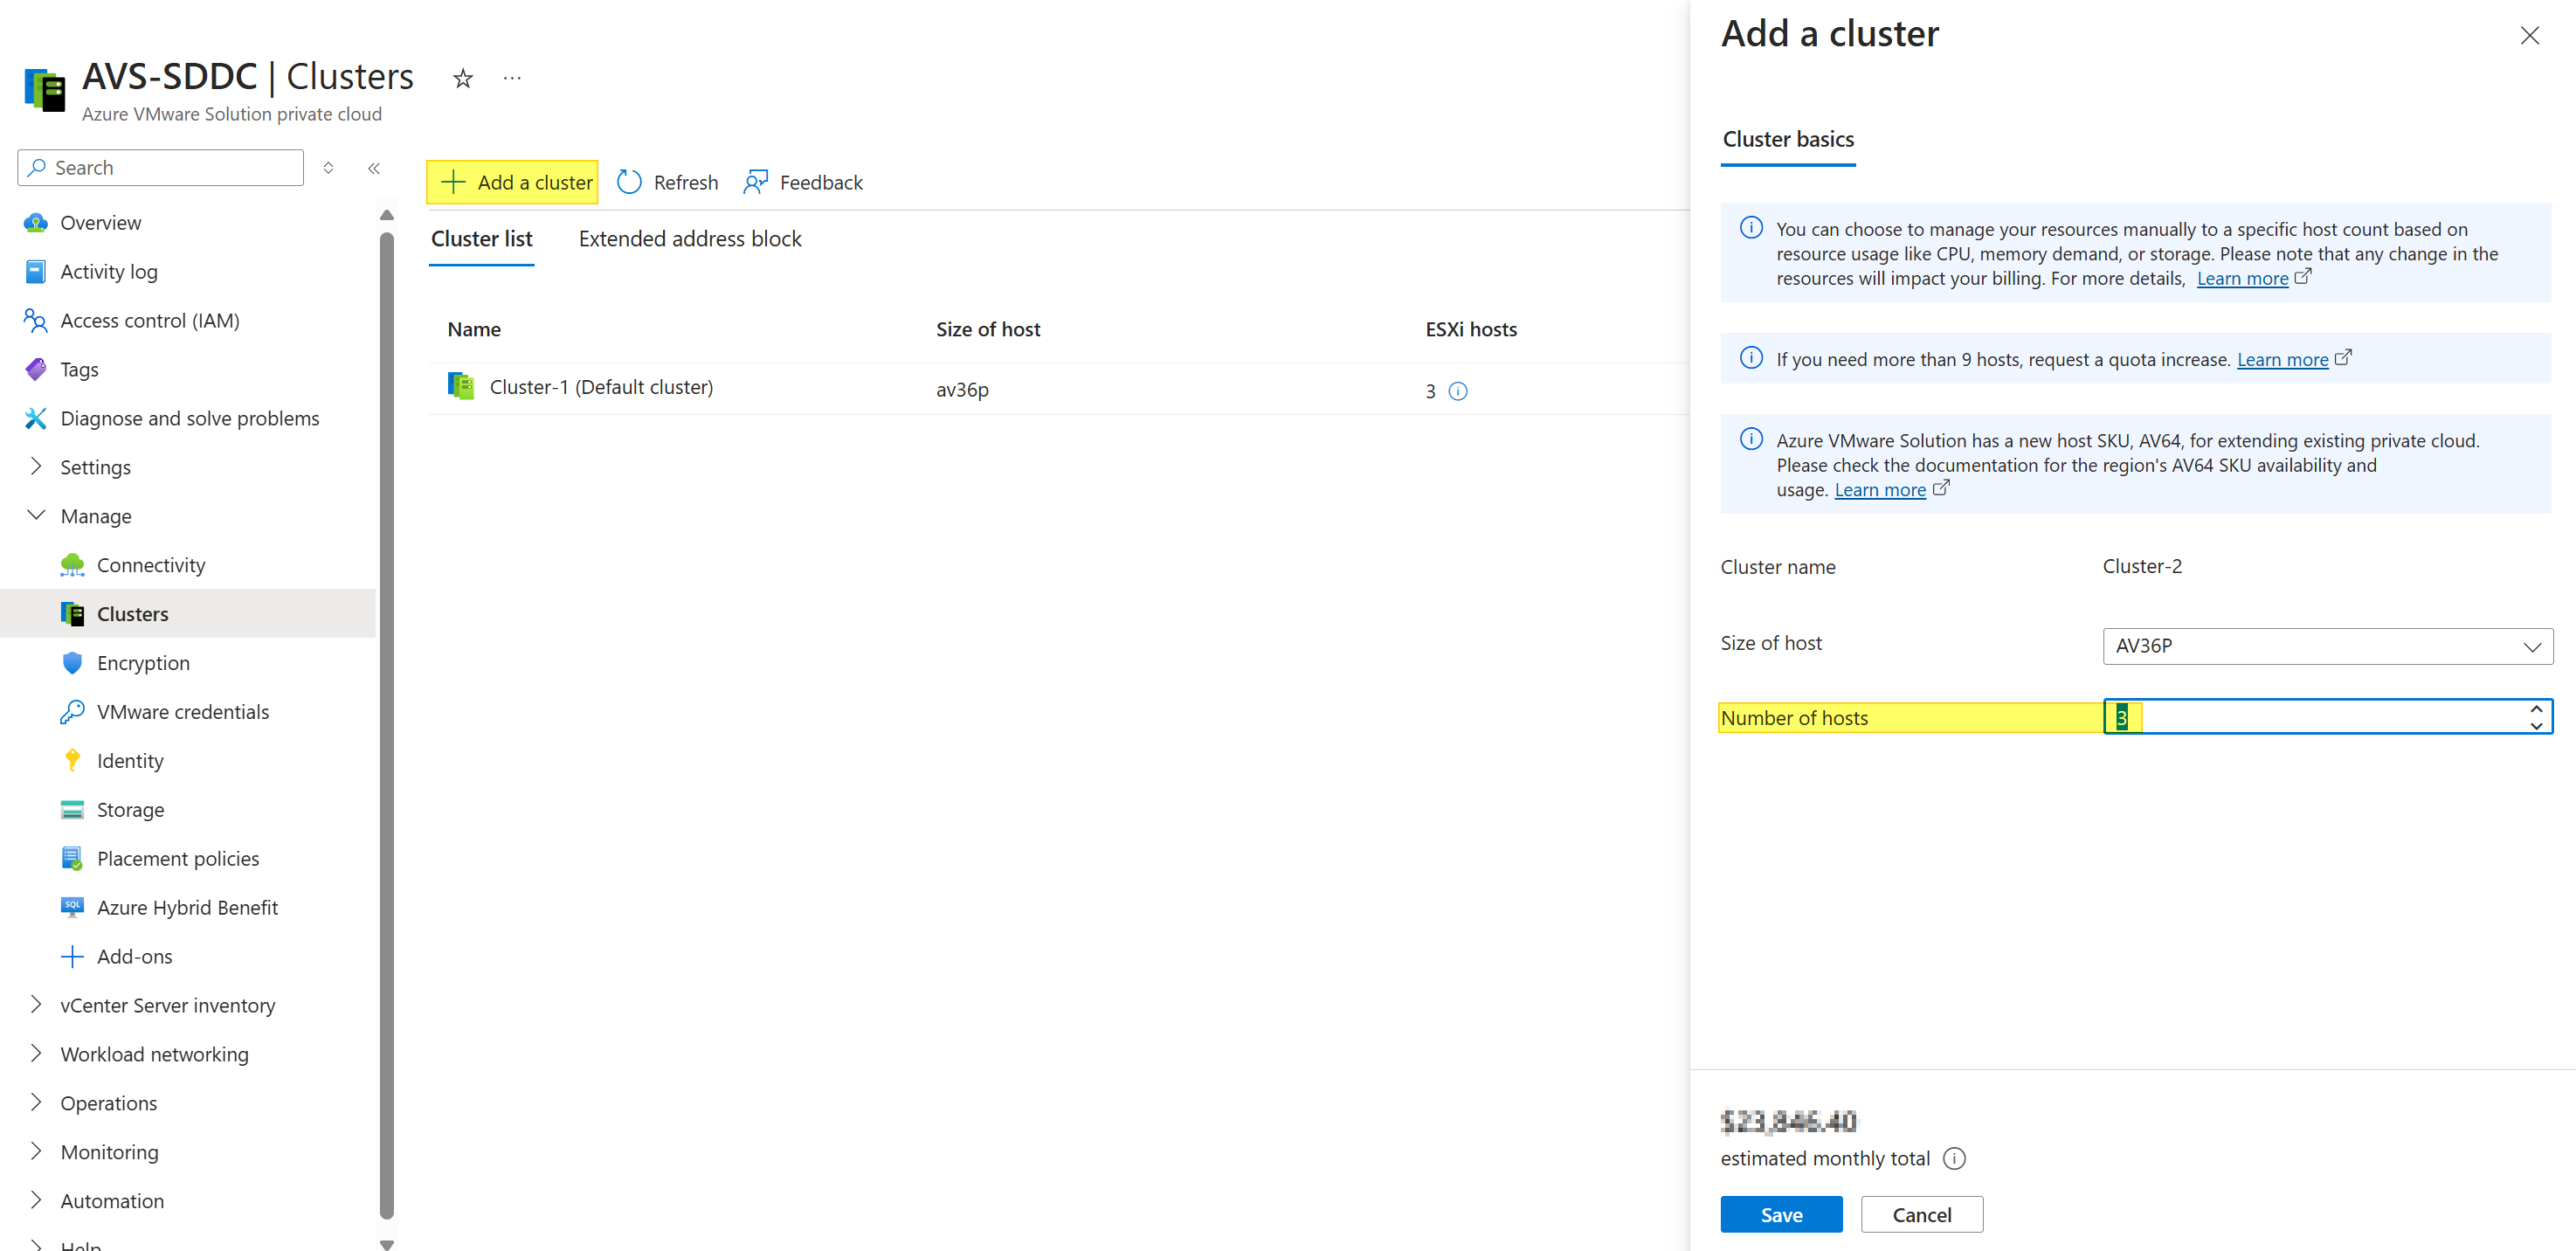 AVS-SDDC | Clusters
Azure VMware Solution private cloud
Search
Overview
Activity log
Access control (IAM)
Tags
Diagnose and solve problems
Settings
Manage
Connectivity
Clusters
Encryption
VMware credentials
Identity
Storage
Placement policies
SQL
Azure Hybrid Benefit
Add-ons
vCenter Server inventory
Workload networking
Operations
Monitoring
Automation
Help
Add a cluster
Refresh
Feedback
Cluster list
Extended address block
Name
Size of host
ESXi hosts
Cluster-1 (Default cluster)
av36p
3
Add a cluster
Cluster basics
You can choose to manage your resources manually to a specific host count based on
resource usage like CPU, memory demand, or storage. Please note that any change in the
resources will impact your billing. For more details, Learn more
If you need more than 9 hosts, request a quota increase. Learn more
Azure VMware Solution has a new host SKU, AV64, for extending existing private cloud.
Please check the documentation for the region's AV64 SKU availability and
usage. Learn more
Cluster name
Cluster-2
Size of host
AV36P
Number of hosts
3
estimated monthly total
Save
Cancel